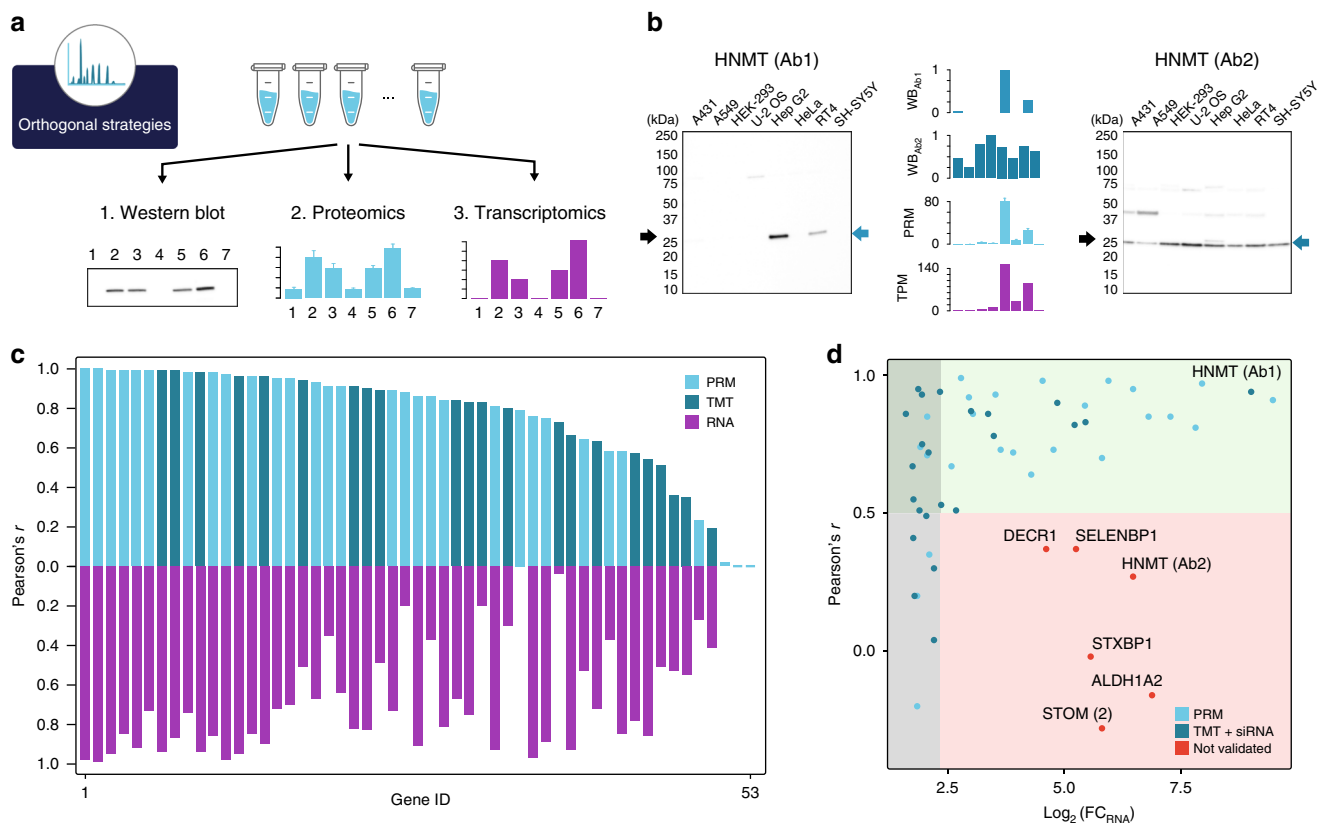 a
Orthogonal strategies
...
1. Western blot
2. Proteomics
3. Transcriptomics
1 2 3 4 5 6 7
1 2 3 4 5 6 7
1 2 3 4 5 6 7
b
HNMT (Ab1)
(kDa)
A431
A549
HEK-293
U-2 OS
Hep G2
HeLa
RT4
SH-SY5Y
250
150
100
75
50
37
25
20
15
10
WBAb1
1
0
WBAb2
1
0
PRM
80
0
TPM
140
0
HNMT (Ab2)
(kDa)
A431
A549
HEK-293
U-2 OS
Hep G2
HeLa
RT4
SH-SY5Y
250
150
100
75
50
37
25
20
15
10
c
Pearson's r
1.0
0.8
0.6
0.4
0.2
0.0
0.2
0.4
0.6
0.8
1.0
PRM
TMT
RNA
1
53
Gene ID
d
Pearson's r
1.0
0.5
0.0
HNMT (Ab1)
DECR1
SELENBP1
HNMT (Ab2)
STXBP1
ALDH1A2
STOM (2)
PRM
TMT + siRNA
Not validated
2.5
5.0
7.5
Log2 (FCRNA)